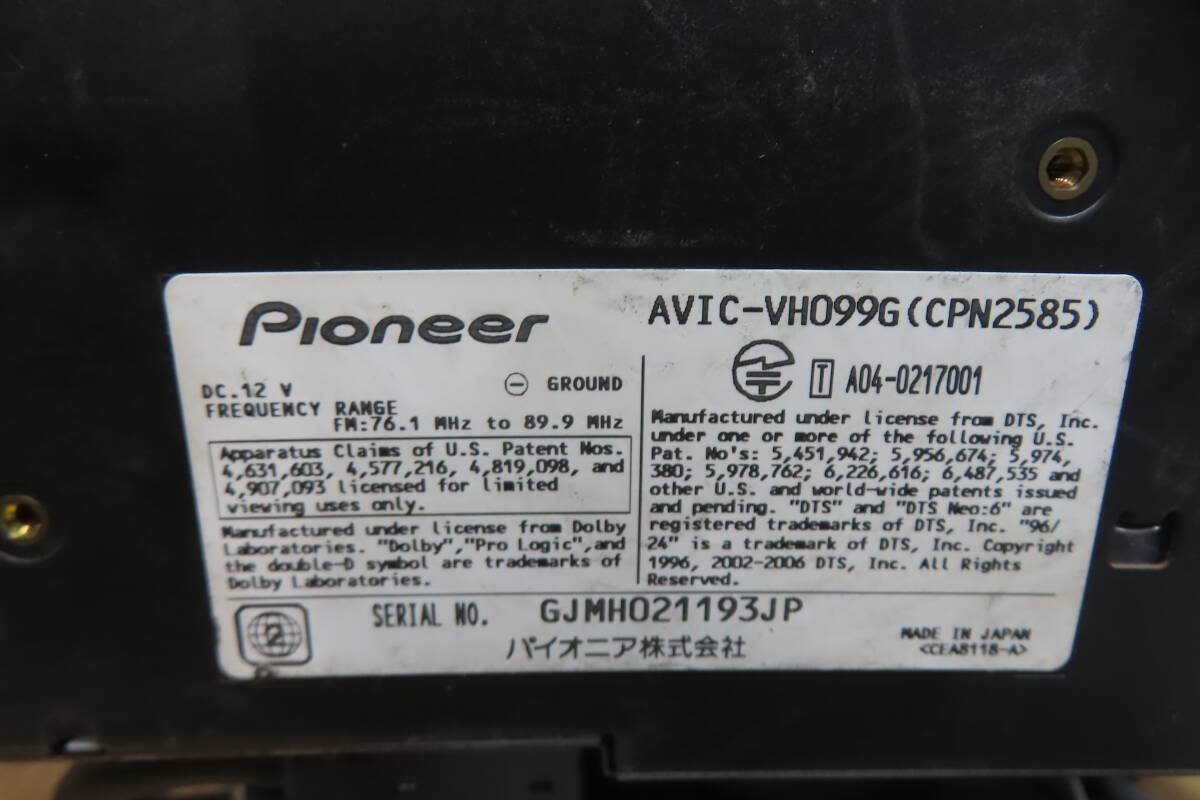 Pioneer
AVIC-VH099G(CPN2585)
DC.12 V
GROUND
FREQUENCY RANGE
FM:76.1 MHz to 89.9 MHz
Apparatus Claims of U.S. Patent Nos.
4,631,603, 4,577,216, 4,819,098, and
4,907,093 licensed for limited
viewing uses only.
Manufactured under license from Dolby
Laboratories. "Dolby","Pro Logic",and
the double-D symbol are trademarks of
Dolby Laboratories.
T A04-0217001
Manufactured under license from DTS, Inc.
under one or more of the following U.S.
Pat. No's: 5,451,942; 5,956,674; 5,974,
380; 5,978,762; 6,226,616; 6,487,535 and
other U.S. and world-wide patents issued
and pending. "DTS" and "DTS Neo:6" are
registered trademarks of DTS, Inc. "96/
24" is a trademark of DTS, Inc. Copyright
1996, 2002-2006 DTS, Inc. All Rights
Reserved.
2
SERIAL NO. GJMH021193JP
パイオニア株式会社
MADE IN JAPAN
<CEA8118-A>